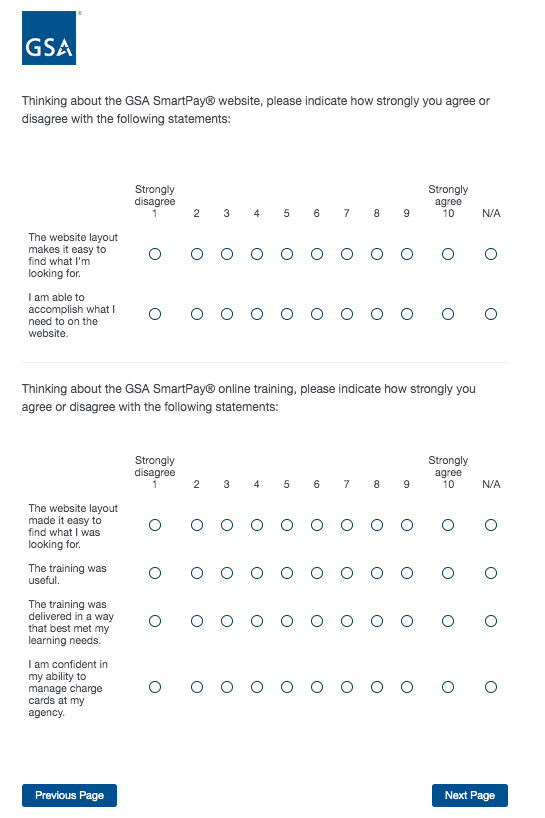 GSA
®
Thinking about the GSA SmartPay® website, please indicate how strongly you agree or
disagree with the following statements:
Strongly disagree 1 2 3 4 5 6 7 8 9 Strongly agree 10 N/A
The website layout
makes it easy to
find what I'm
looking for.
I am able to
accomplish what I
need to on the
website.
Thinking about the GSA SmartPay® online training, please indicate how strongly you
agree or disagree with the following statements:
Strongly disagree 1 2 3 4 5 6 7 8 9 Strongly agree 10 N/A
The website layout
made it easy to
find what I was
looking for.
The training was
useful.
The training was
delivered in a way
that best met my
learning needs.
I am confident in
my ability to
manage charge
cards at my
agency.
Previous Page
Next Page